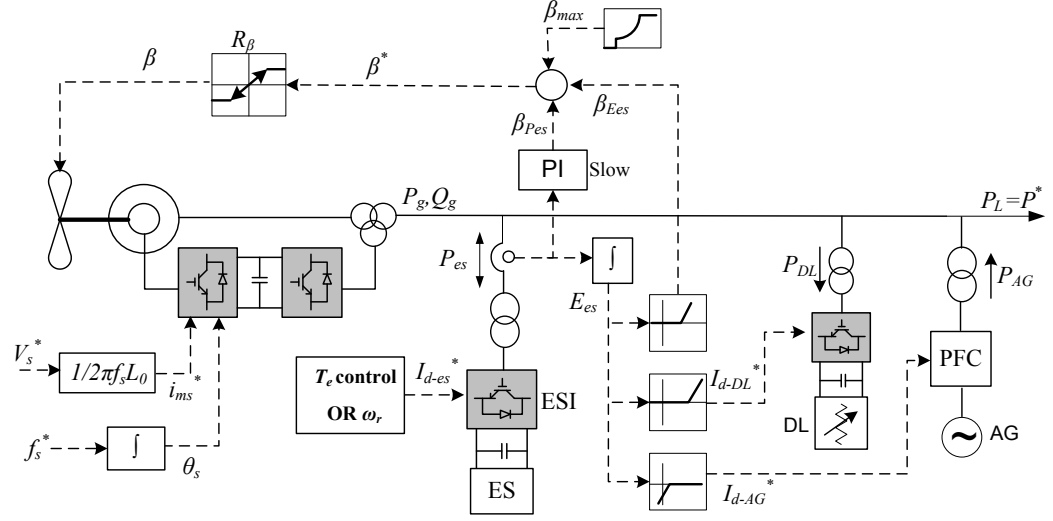 β_max
R_β
β
β*
β_Ees
β_Pes
PI
Slow
P_g,Q_g
P_L=P*
P_es
∫
P_DL
P_AG
E_es
V_s*
1/2πf_sL_0
i_ms*
T_e control
OR ω_r
I_d-es*
ESI
I_d-DL*
PFC
f_s*
∫
θ_s
ES
DL
AG
~
I_d-AG*